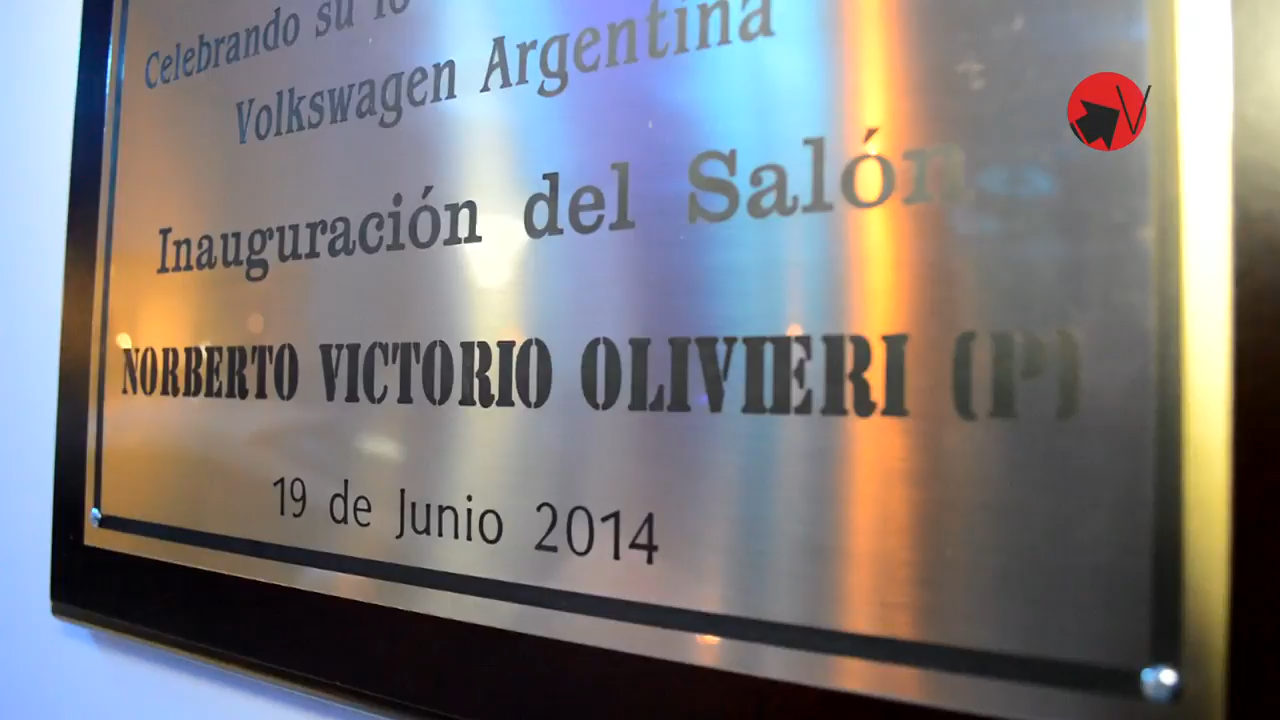 Celebrando su
Volkswagen Argentina
Inauguración del Salón
NORBERTO VICTORIO OLIVIERI (P)
19 de Junio 2014
V